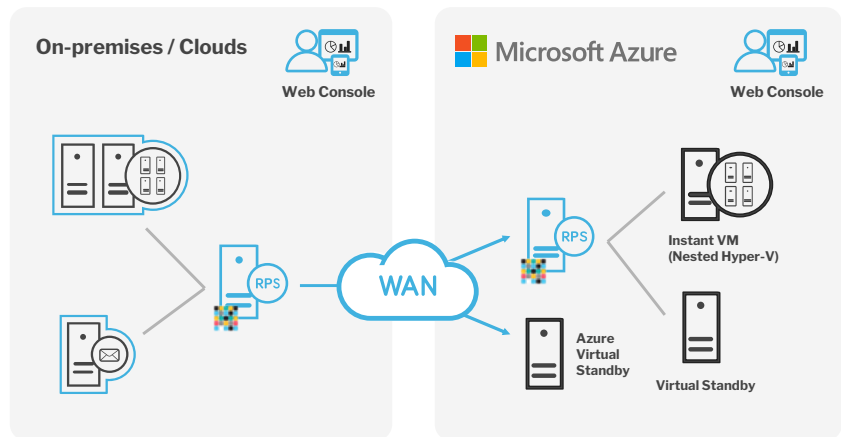 On-premises / Clouds
Web Console
RPS
WAN
Microsoft Azure
Web Console
RPS
Instant VM
(Nested Hyper-V)
Azure
Virtual
Standby
Virtual Standby